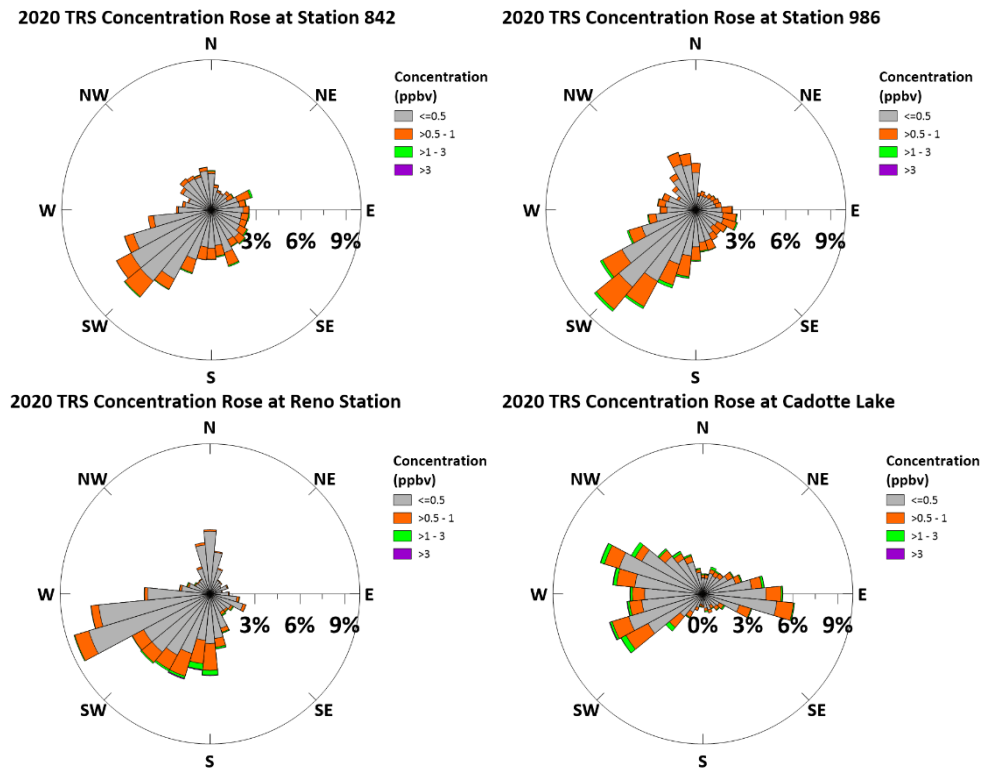 2020 TRS Concentration Rose at Station 842
N
NW
NE
W
E
3% 6% 9%
SW
SE
S
Concentration
(ppbv)
<=0.5
>0.5 - 1
>1 - 3
>3
2020 TRS Concentration Rose at Station 986
N
NW
NE
W
E
3% 6% 9%
SW
SE
S
Concentration
(ppbv)
<=0.5
>0.5 - 1
>1 - 3
>3
2020 TRS Concentration Rose at Reno Station
N
NW
NE
W
E
3% 6% 9%
SW
SE
S
Concentration
(ppbv)
<=0.5
>0.5 - 1
>1 - 3
>3
2020 TRS Concentration Rose at Cadotte Lake
N
NW
NE
W
E
0% 3% 6% 9%
SW
SE
S
Concentration
(ppbv)
<=0.5
>0.5 - 1
>1 - 3
>3